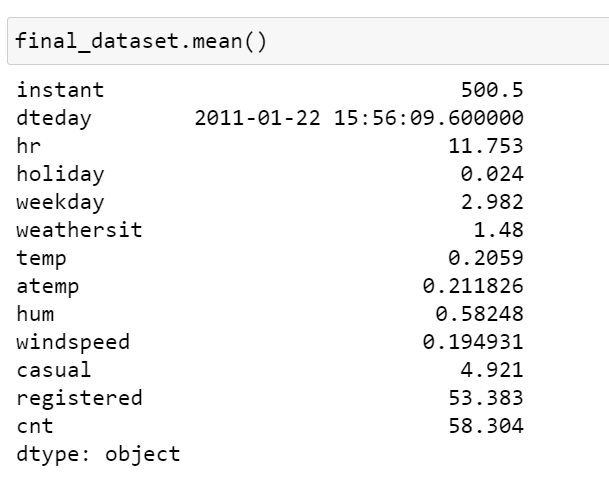 final_dataset.mean()
instant 500.5
dteday 2011-01-22 15:56:09.600000
hr 11.753
holiday 0.024
weekday 2.982
weathersit 1.48
temp 0.2059
atemp 0.211826
hum 0.58248
windspeed 0.194931
casual 4.921
registered 53.383
cnt 58.304
dtype: object